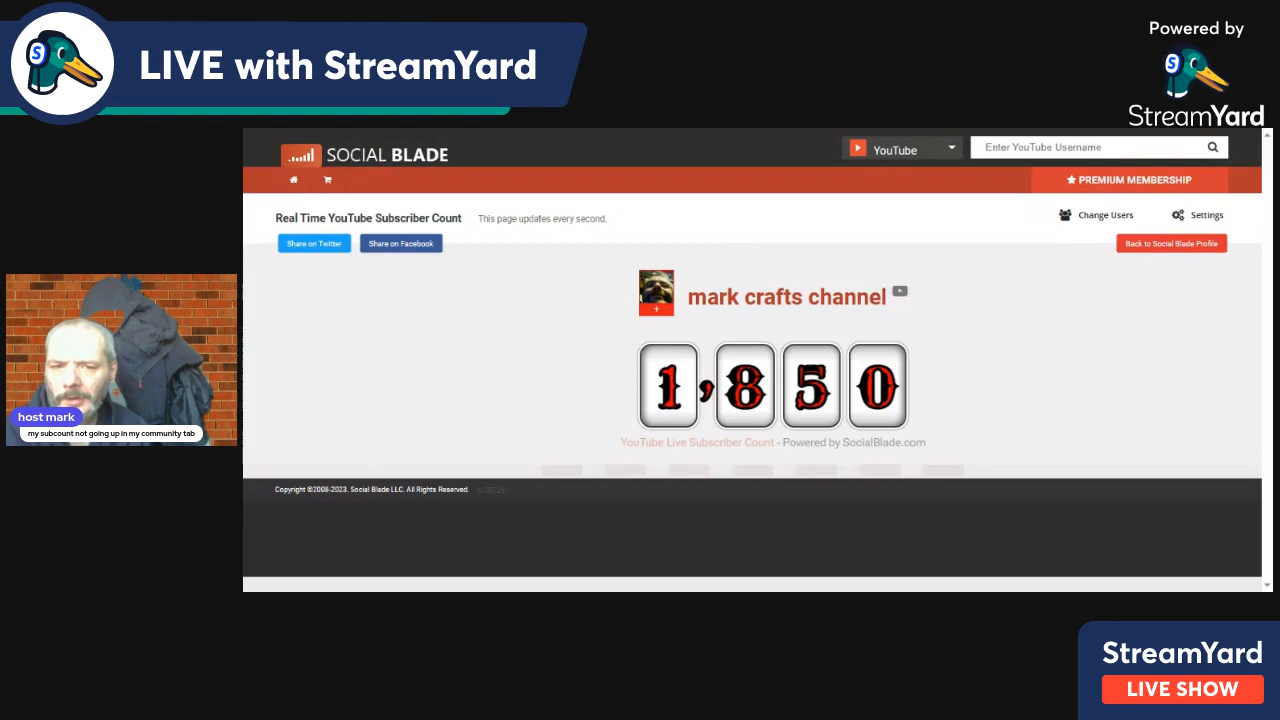 LIVE with StreamYard
Powered by
StreamYard
SOCIAL BLADE
YouTube
Enter YouTube Username
PREMIUM MEMBERSHIP
Real Time YouTube Subscriber Count
This page updates every second.
Change Users
Settings
Share on Twitter
Share on Facebook
Back to Social Blade Profile
mark crafts channel
+
1,850
YouTube Live Subscriber Count - Powered by SocialBlade.com
host mark
my subcount not going up in my community tab
Copyright ©2008-2023. Social Blade LLC. All Rights Reserved.
StreamYard
LIVE SHOW